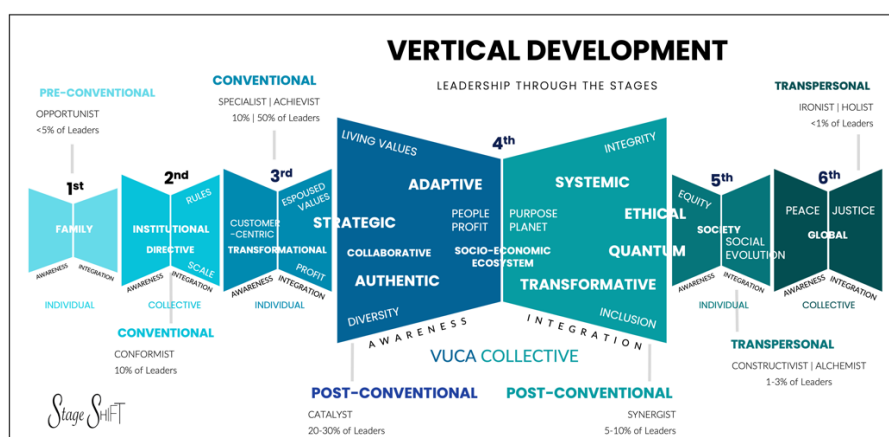 VERTICAL DEVELOPMENT
LEADERSHIP THROUGH THE STAGES
PRE-CONVENTIONAL
OPPORTUNIST
<5% of Leaders
CONVENTIONAL
SPECIALIST | ACHIEVIST
10% | 50% of Leaders
TRANSPERSONAL
IRONIST | HOLIST
<1% of Leaders
1st
FAMILY
AWARENESS
INTEGRATION
INDIVIDUAL
2nd
RULES
INSTITUTIONAL
DIRECTIVE
SCALE
AWARENESS
INTEGRATION
COLLECTIVE
3rd
ESPOUSED
VALUES
CUSTOMER
-CENTRIC
TRANSFORMATIONAL
PROFIT
AWARENESS
INTEGRATION
INDIVIDUAL
4th
LIVING VALUES
ADAPTIVE
STRATEGIC
PEOPLE
PROFIT
COLLABORATIVE
AUTHENTIC
DIVERSITY
INTEGRITY
SYSTEMIC
PURPOSE
PLANET
ETHICAL
SOCIO-ECONOMIC
ECOSYSTEM
QUANTUM
TRANSFORMATIVE
INCLUSION
AWARENESS
INTEGRATION
VUCA COLLECTIVE
5th
EQUITY
SOCIETY
SOCIAL
EVOLUTION
AWARENESS
INTEGRATION
INDIVIDUAL
6th
PEACE
JUSTICE
GLOBAL
AWARENESS
INTEGRATION
COLLECTIVE
CONVENTIONAL
CONFORMIST
10% of Leaders
POST-CONVENTIONAL
CATALYST
20-30% of Leaders
POST-CONVENTIONAL
SYNERGIST
5-10% of Leaders
TRANSPERSONAL
CONSTRUCTIVIST | ALCHEMIST
1-3% of Leaders
Stage SHIFT